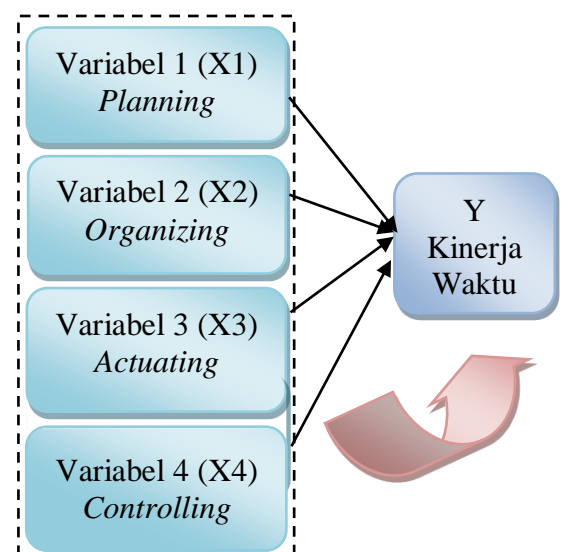 Variabel 1 (X1)
Planning
Variabel 2 (X2)
Organizing
Variabel 3 (X3)
Actuating
Variabel 4 (X4)
Controlling
Y
Kinerja
Waktu